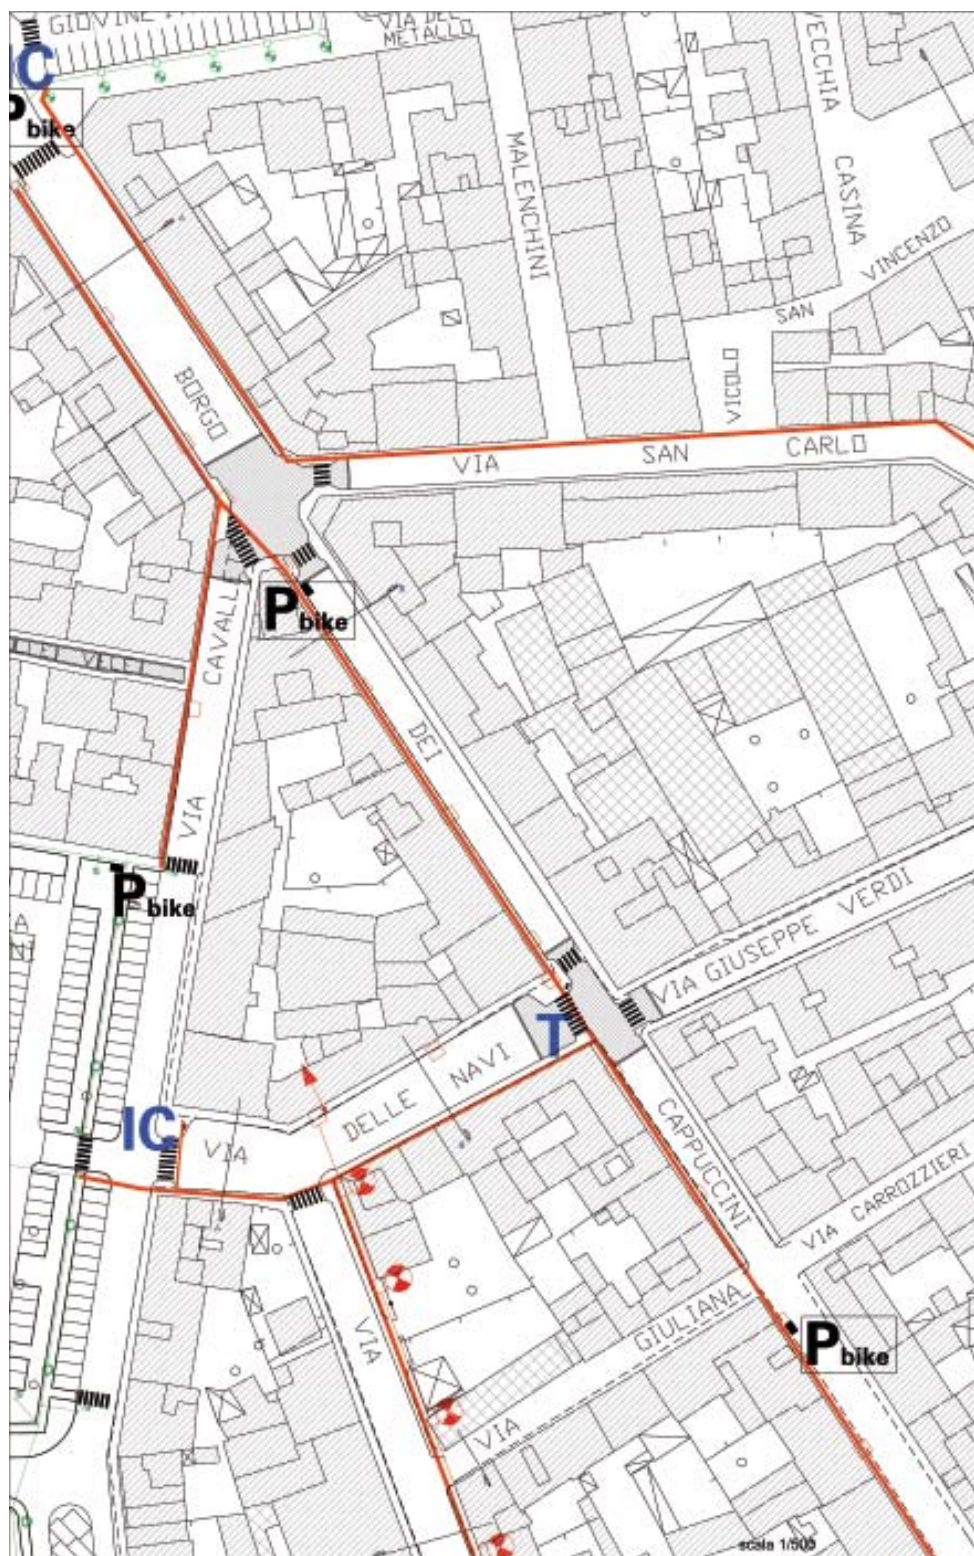 GIOVINE
VIA DEL
METALLO
IC
P bike
VECCHIA
CASINA
MALENCHINI
VINCENZO
SAN
VICOLO
BORGO
VIA SAN CARLO
P bike
CAVALL
DEI
VIA
P bike
VIA GIUSEPPE VERDI
T
VIA DELLE NAVI
IC
CAPPUCCINI
VIA CARROZZIERI
VIA GIULIANA
VIA
P bike
scala 1/500